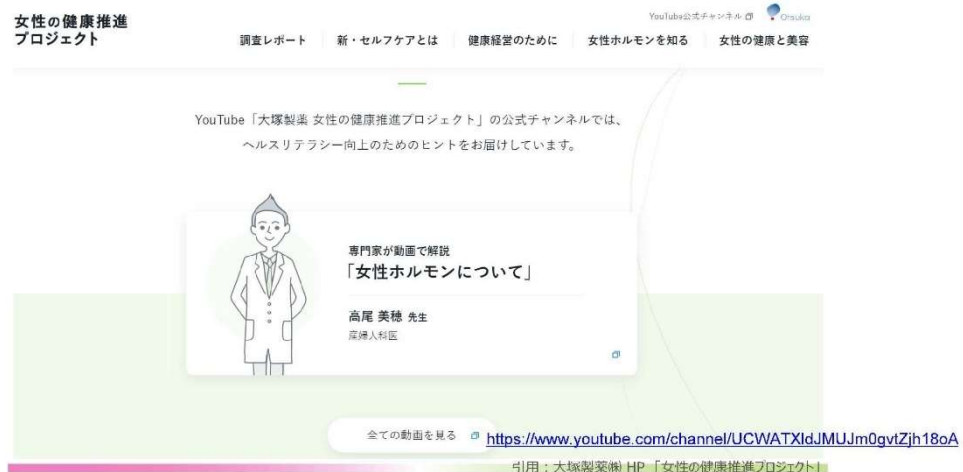 女性の健康推進
プロジェクト
YouTube公式チャンネル
Otsuka
調査レポート 新・セルフケアとは 健康経営のために 女性ホルモンを知る 女性の健康と美容
YouTube「大塚製薬 女性の健康推進プロジェクト」の公式チャンネルでは、
ヘルスリテラシー向上のためのヒントをお届けしています。
専門家が動画で解説
「女性ホルモンについて」
高尾 美穂 先生
産婦人科医
全ての動画を見る
https://www.youtube.com/channel/UCWATXIdJMUJm0gvtZjh18oA
引用:大塚製薬㈱ HP 「女性の健康推進プロジェクト」